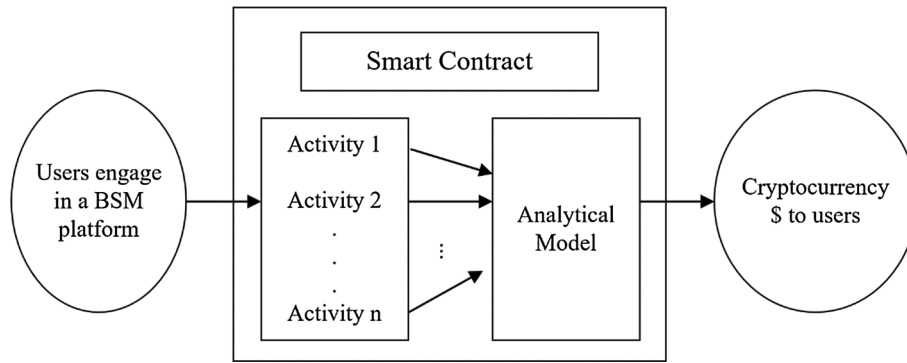 Smart Contract
Users engage
in a BSM
platform
Activity 1
Activity 2
.
.
.
Activity n
...
Analytical
Model
Cryptocurrency
$ to users